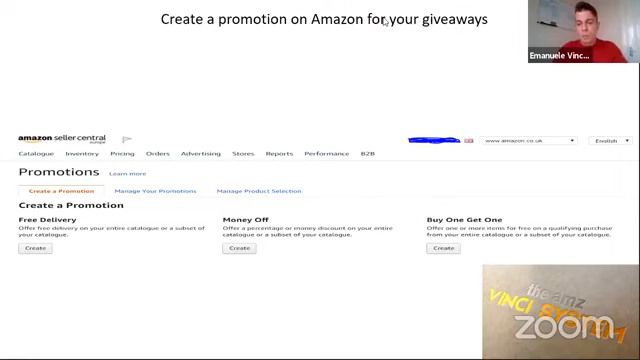 Create a promotion on Amazon for your giveaways
Emanuele Vinc...
amazon seller central
europe
www.amazon.co.uk
English
Catalogue Inventory Pricing Orders Advertising Stores Reports Performance B2B
Promotions Learn more
Create a Promotion Manage Your Promotions Manage Product Selection
Create a Promotion
Free Delivery
Offer free delivery on your entire catalogue or a subset of
your catalogue.
Create
Money Off
Offer a percentage or money discount on your entire
catalogue or a subset of your catalogue.
Create
Buy One Get One
Offer one or more items for free on a qualifying purchase
from your entire catalogue or a subset of your catalogue.
Create
the amz
VINCI SYSTEM
zoom